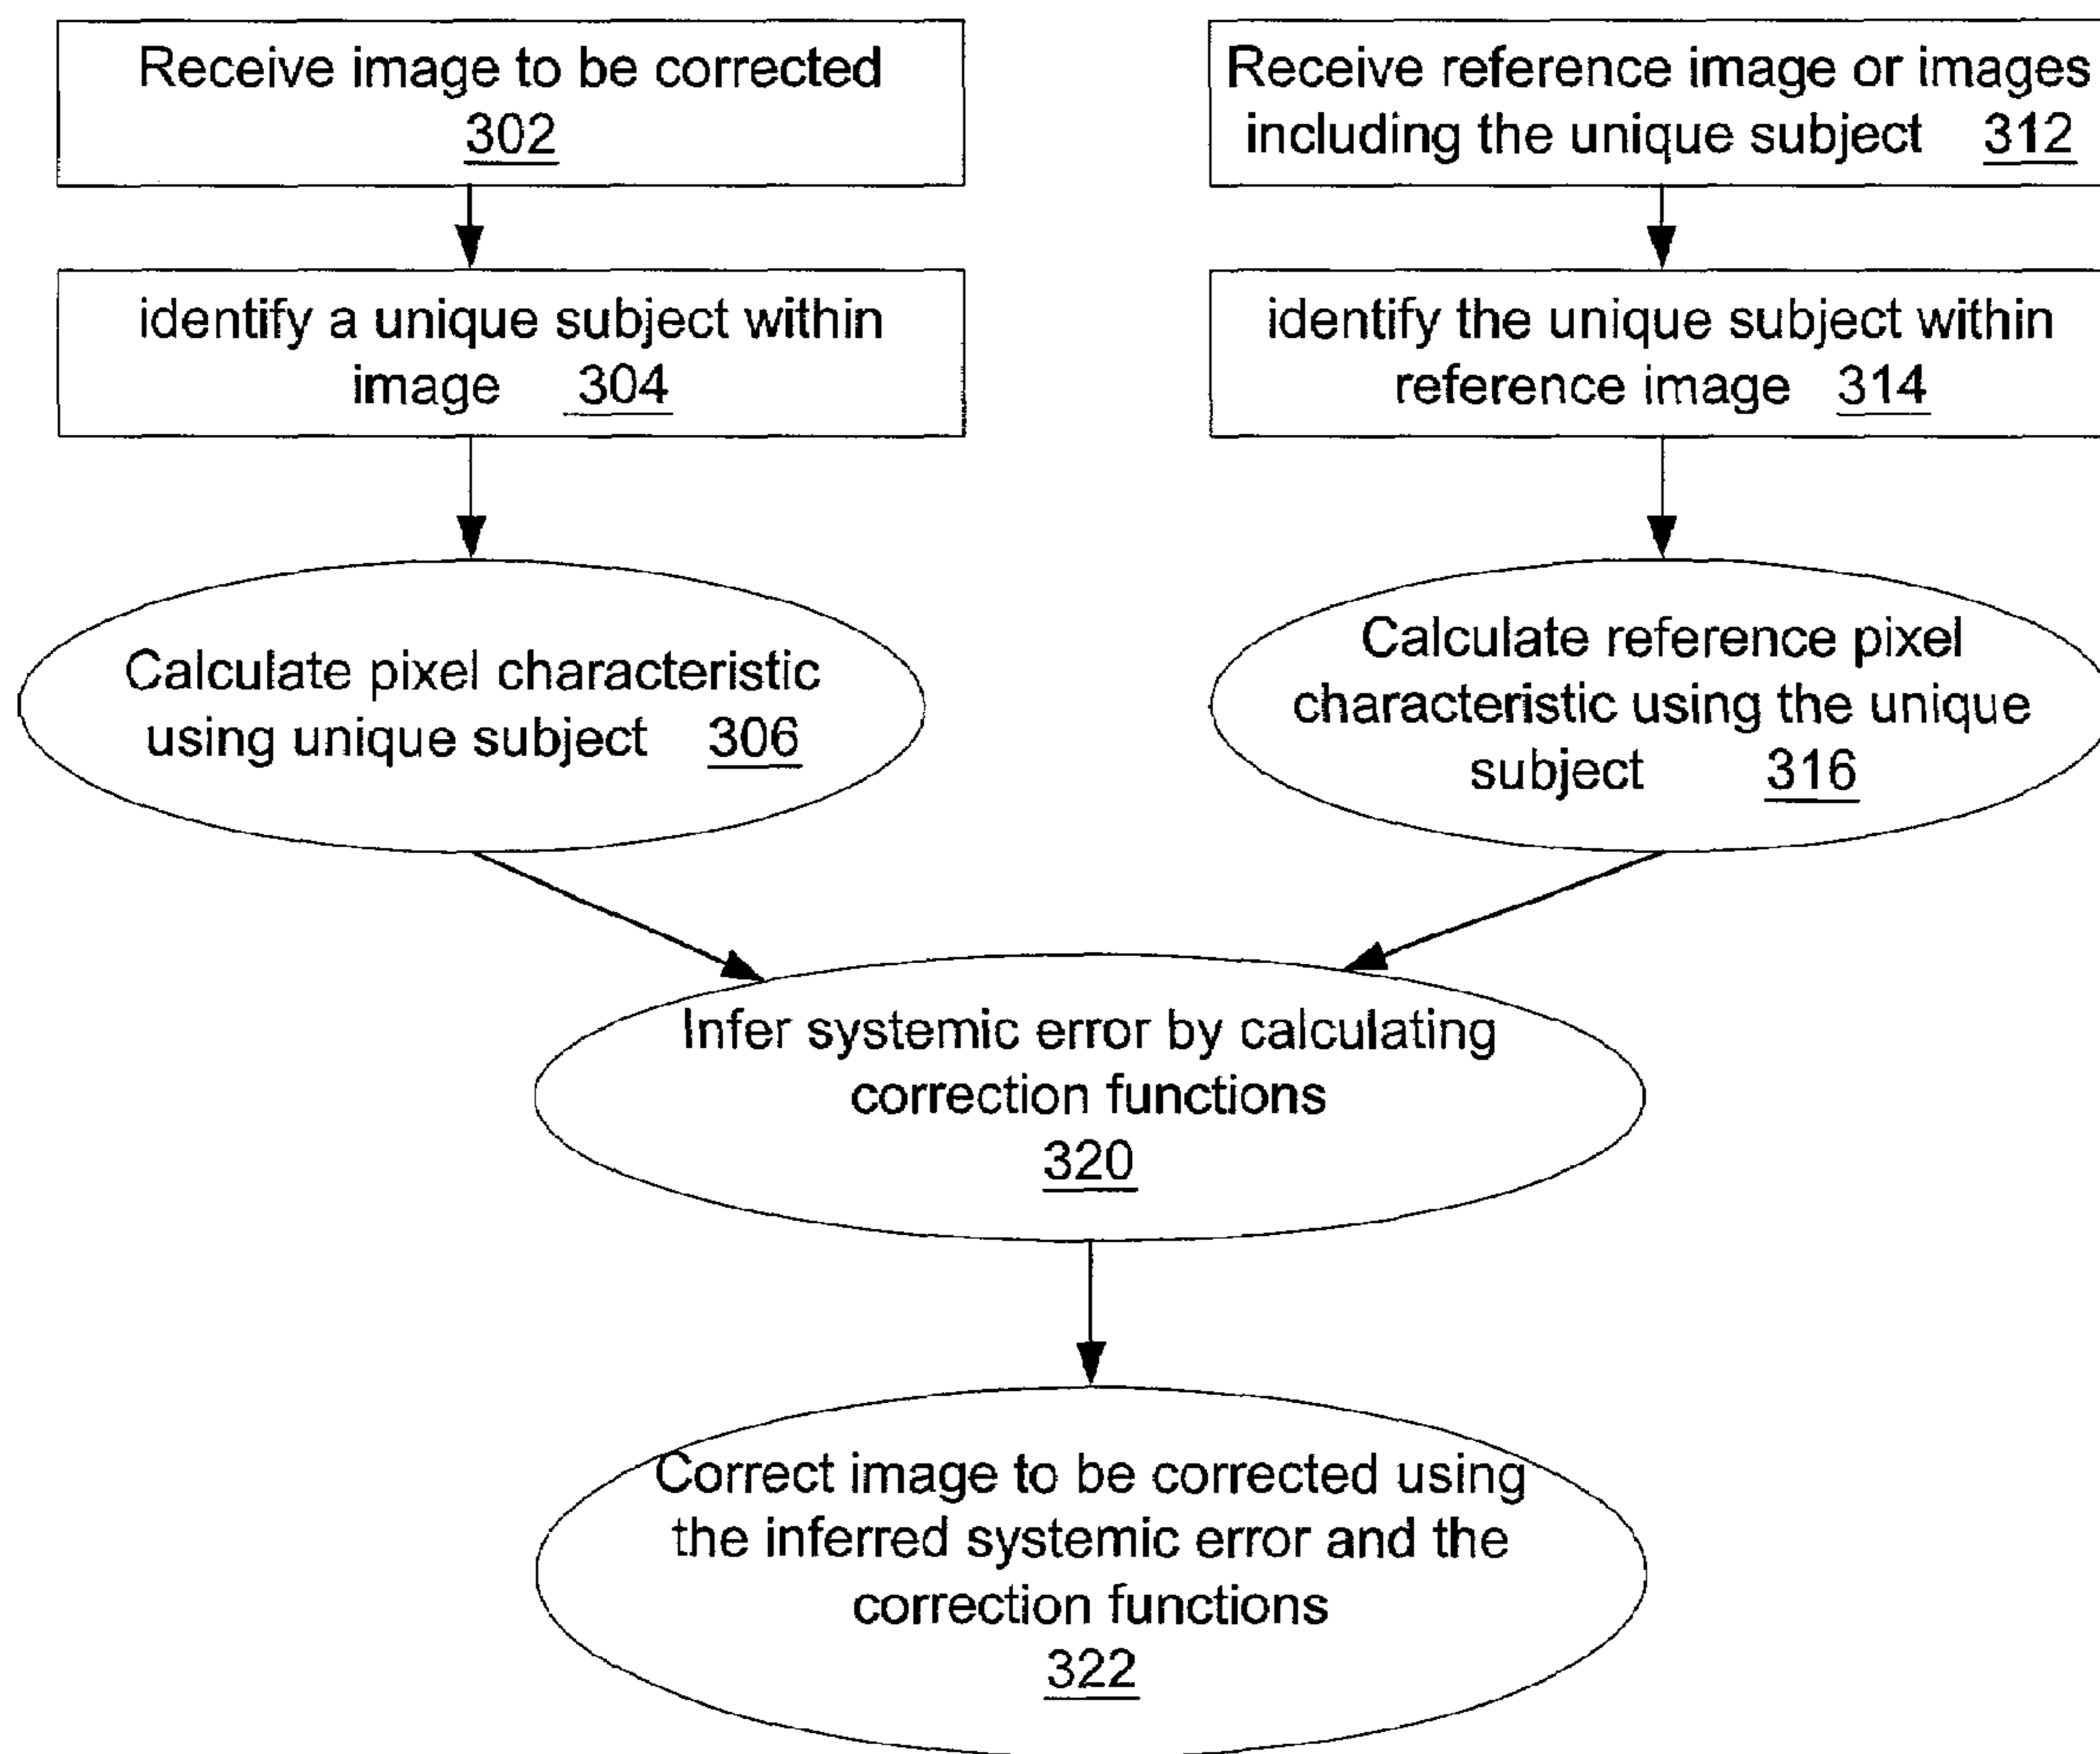 Receive image to be corrected
302
Receive reference image or images
including the unique subject 312
identify a unique subject within
image 304
identify the unique subject within
reference image 314
Calculate pixel characteristic
using unique subject 306
Calculate reference pixel
characteristic using the unique
subject 316
Infer systemic error by calculating
correction functions
320
Correct image to be corrected using
the inferred systemic error and the
correction functions
322